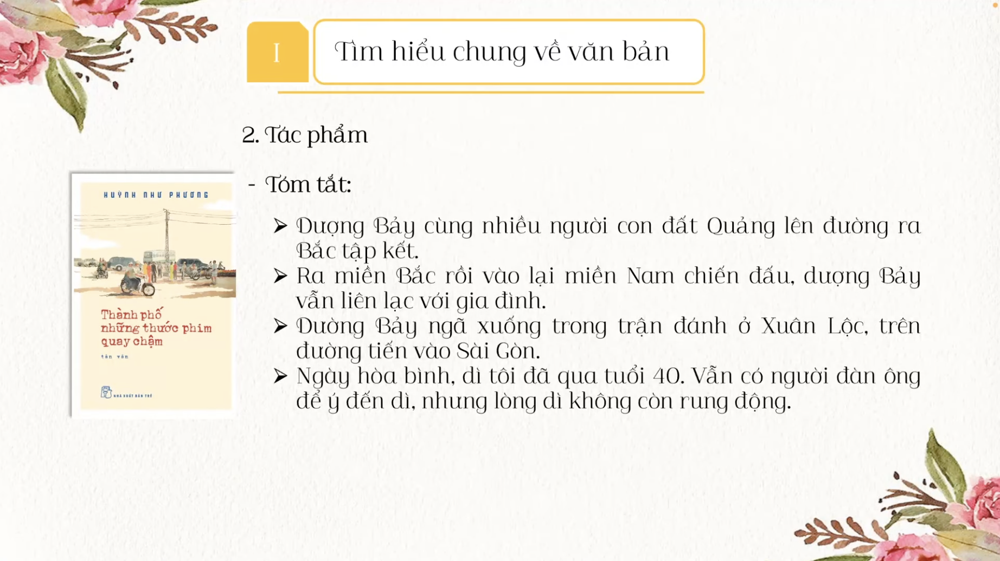 I
Tìm hiểu chung về văn bản
2. Tác phẩm
- Tóm tắt:
HUỲNH NHƯ PHƯƠNG
Thành phố
những thước phim
quay chậm
tản văn
NHÀ XUẤT BẢN TRẺ
➢ Dượng Bảy cùng nhiều người con đất Quảng lên đường ra
Bắc tập kết.
➢ Ra miền Bắc rồi vào lại miền Nam chiến đấu, dượng Bảy
vẫn liên lạc với gia đình.
➢ Dường Bảy ngã xuống trong trận đánh ở Xuân Lộc, trên
đường tiến vào Sài Gòn.
➢ Ngày hòa bình, dì tôi đã qua tuổi 40. Vẫn có người đàn ông
để ý đến dì, nhưng lòng dì không còn rung động.